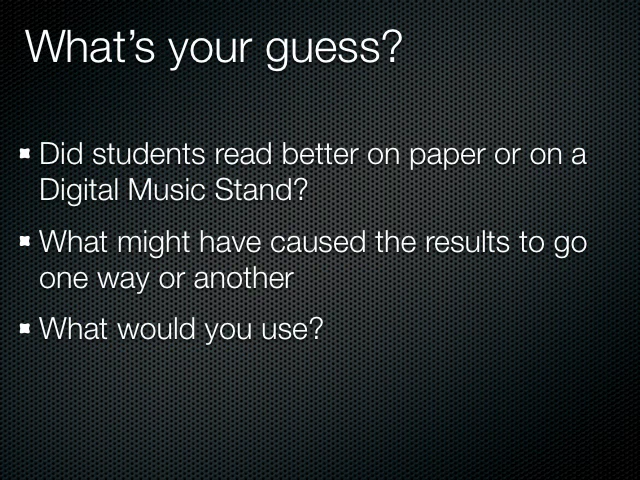 What’s your guess?
Did students read better on paper or on a
Digital Music Stand?
What might have caused the results to go
one way or another
What would you use?